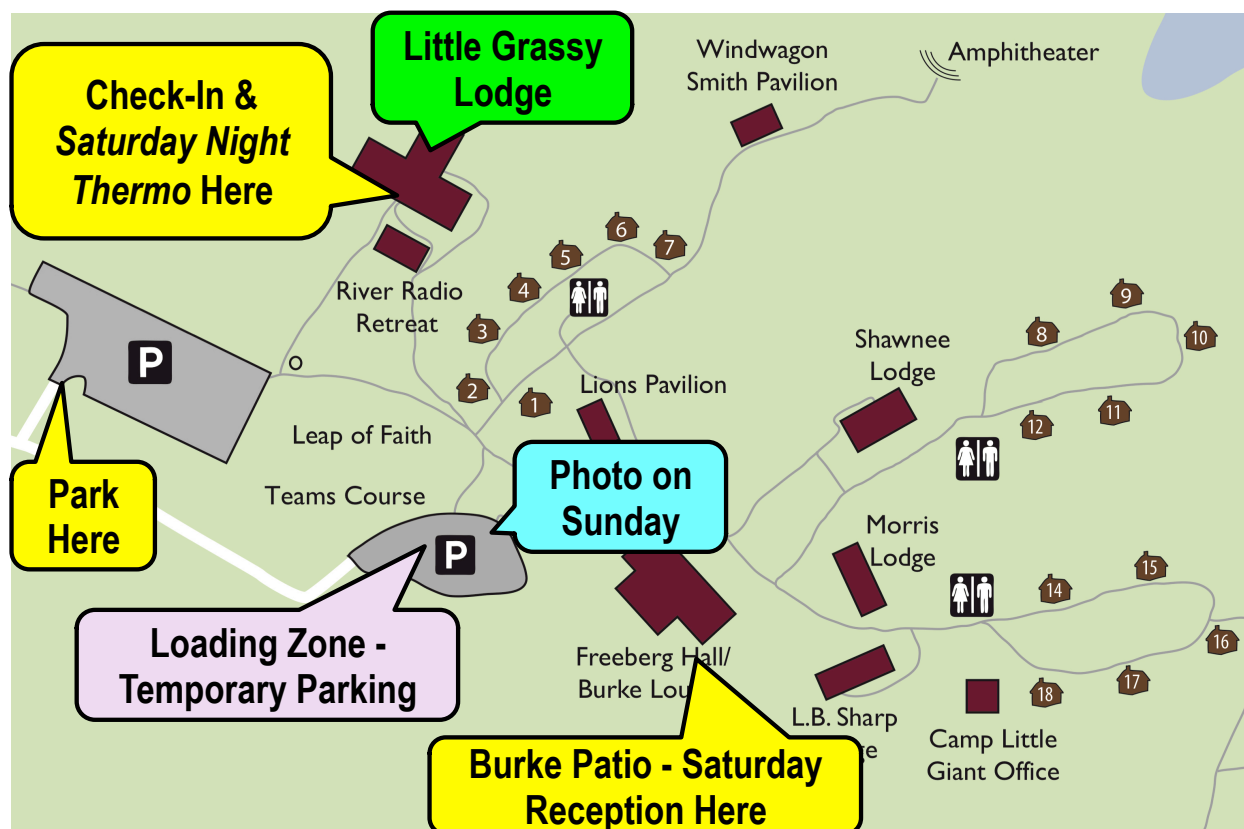 Little Grassy
Lodge
Check-In &
Saturday Night
Thermo Here
Windwagon
Smith Pavilion
Amphitheater
River Radio
Retreat
P
1
2
3
4
5
6
7
Lions Pavilion
Shawnee
Lodge
8
9
10
11
12
Leap of Faith
Teams Course
Park
Here
Photo on
Sunday
P
Morris
Lodge
14
15
16
17
18
Loading Zone -
Temporary Parking
Freeberg Hall/
Burke
L.B. Sharp
Camp Little
Giant Office
Burke Patio - Saturday
Reception Here